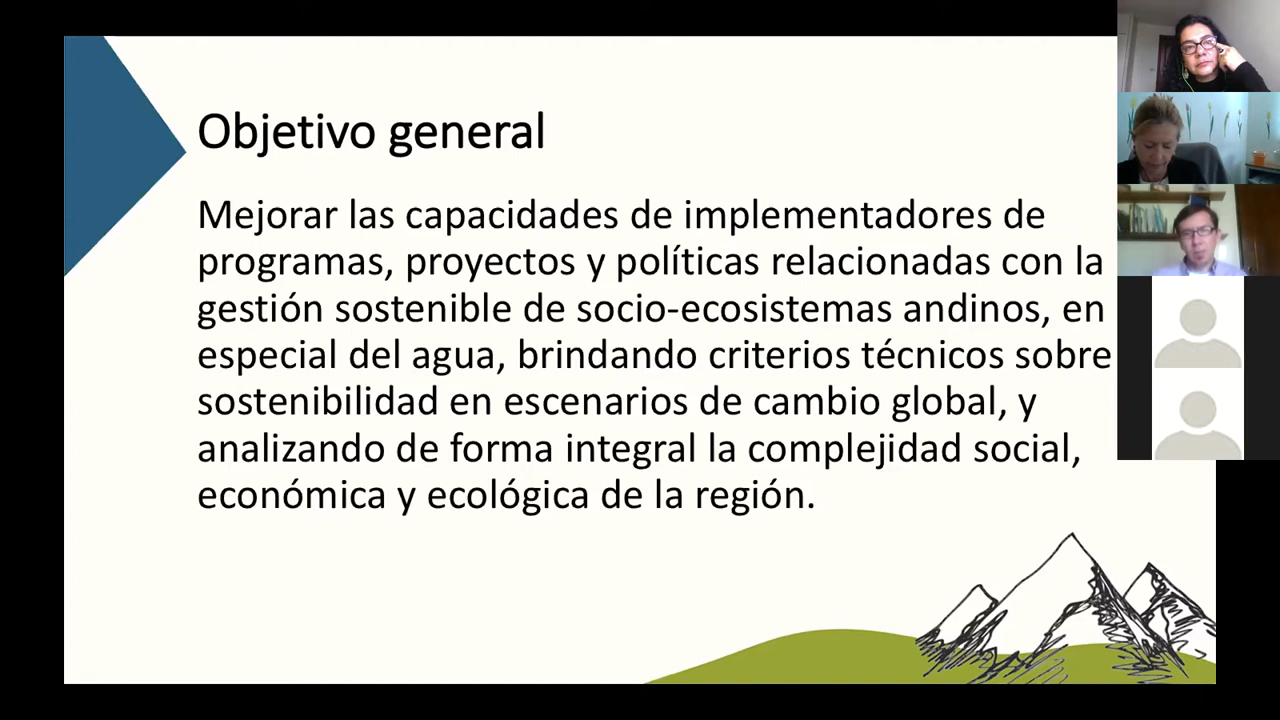 Objetivo general
Mejorar las capacidades de implementadores de
programas, proyectos y políticas relacionadas con la
gestión sostenible de socio-ecosistemas andinos, en
especial del agua, brindando criterios técnicos sobre
sostenibilidad en escenarios de cambio global, y
analizando de forma integral la complejidad social,
económica y ecológica de la región.